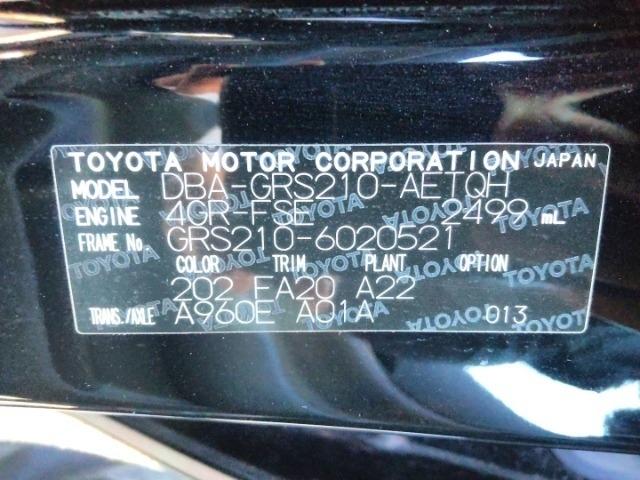 TOYOTA MOTOR CORPORATION JAPAN
MODEL DBA-GRS210-AETQH
ENGINE 4GR-FSE 2499 mL
FRAME No. GRS210-6020521
COLOR TRIM PLANT OPTION
202 FA20 A22
TRANS./AXLE A960E A01A 013